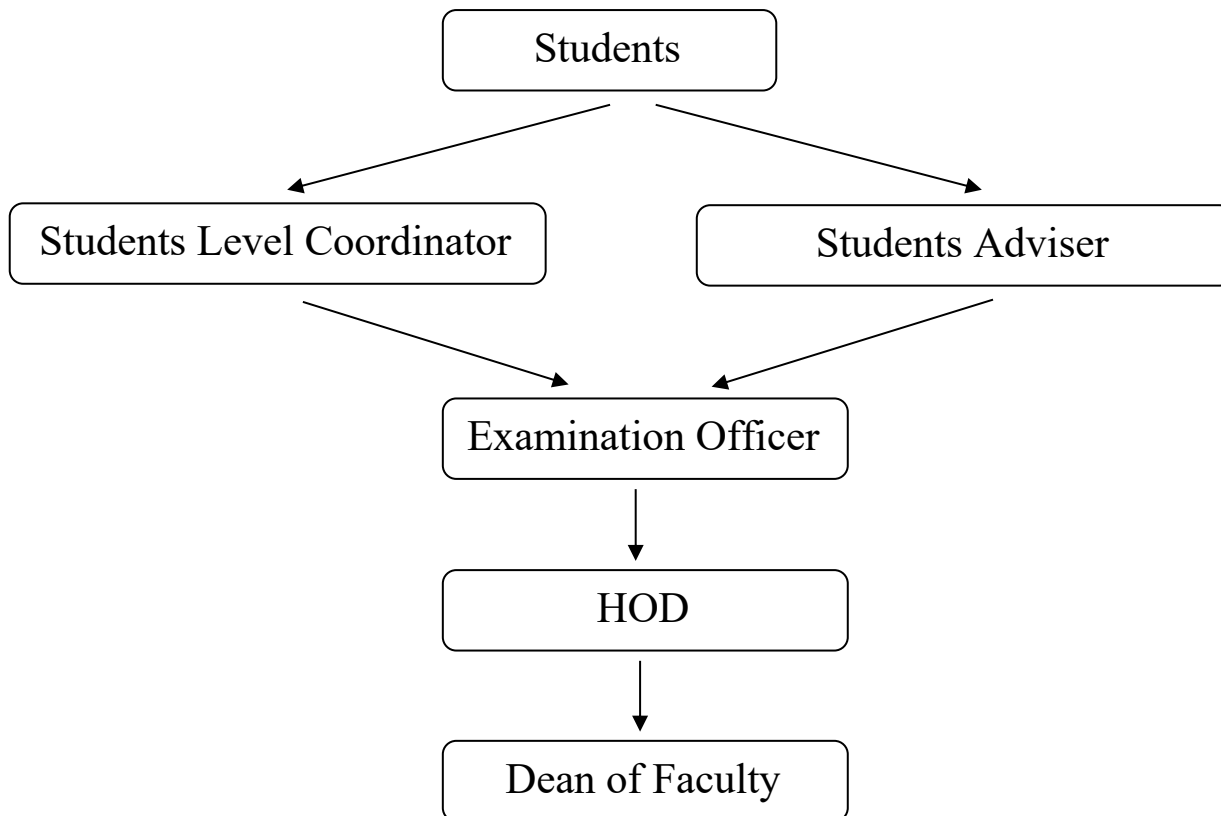 Students
Students Level Coordinator
Students Adviser
Examination Officer
HOD
Dean of Faculty